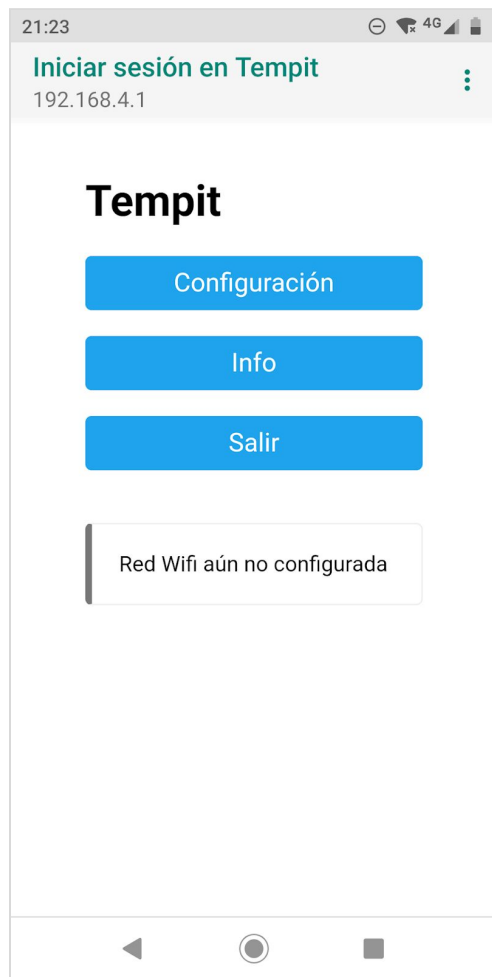 21:23
4G
Iniciar sesión en Tempit
192.168.4.1
Tempit
Configuración
Info
Salir
Red Wifi aún no configurada